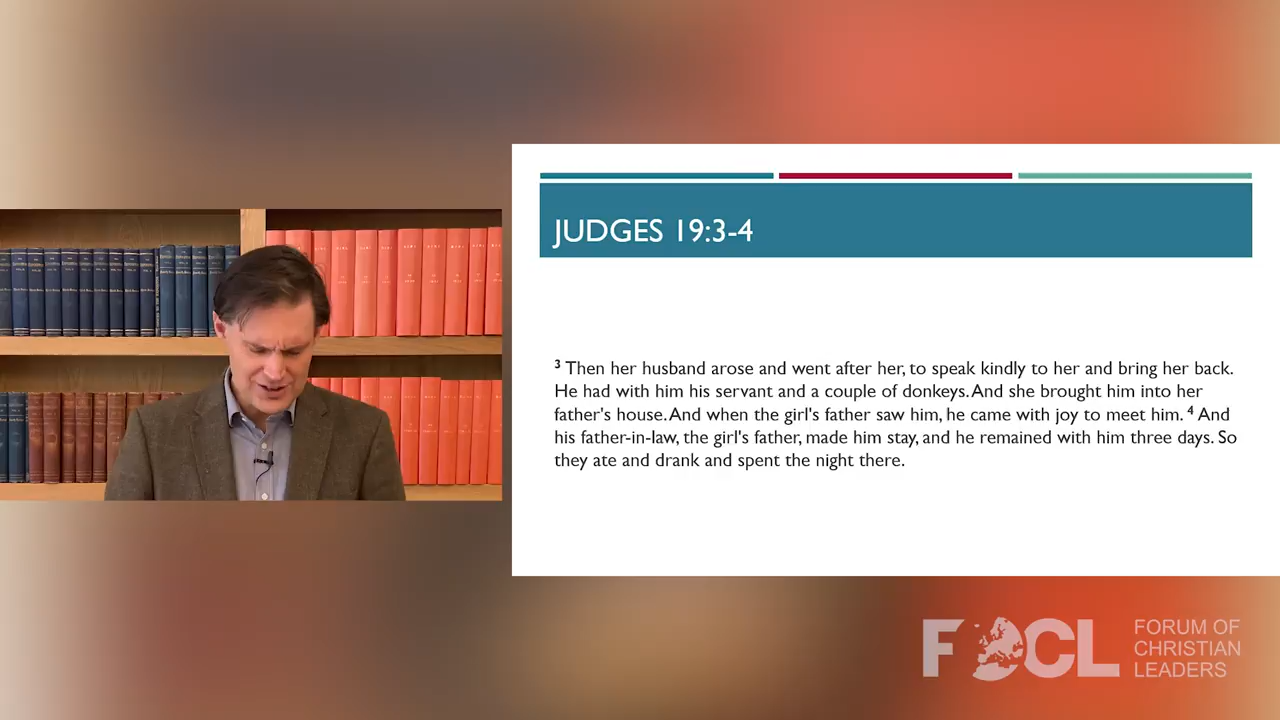 JUDGES 19:3-4
3 Then her husband arose and went after her, to speak kindly to her and bring her back.
He had with him his servant and a couple of donkeys. And she brought him into her
father's house. And when the girl's father saw him, he came with joy to meet him. 4 And
his father-in-law, the girl's father, made him stay, and he remained with him three days. So
they ate and drank and spent the night there.
FOCL
FORUM OF
CHRISTIAN
LEADERS